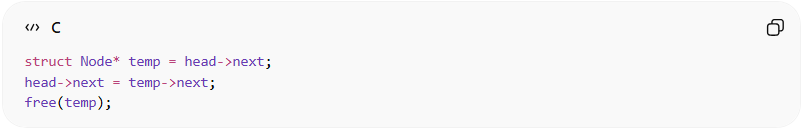 C
struct Node* temp = head->next;
head->next = temp->next;
free(temp);